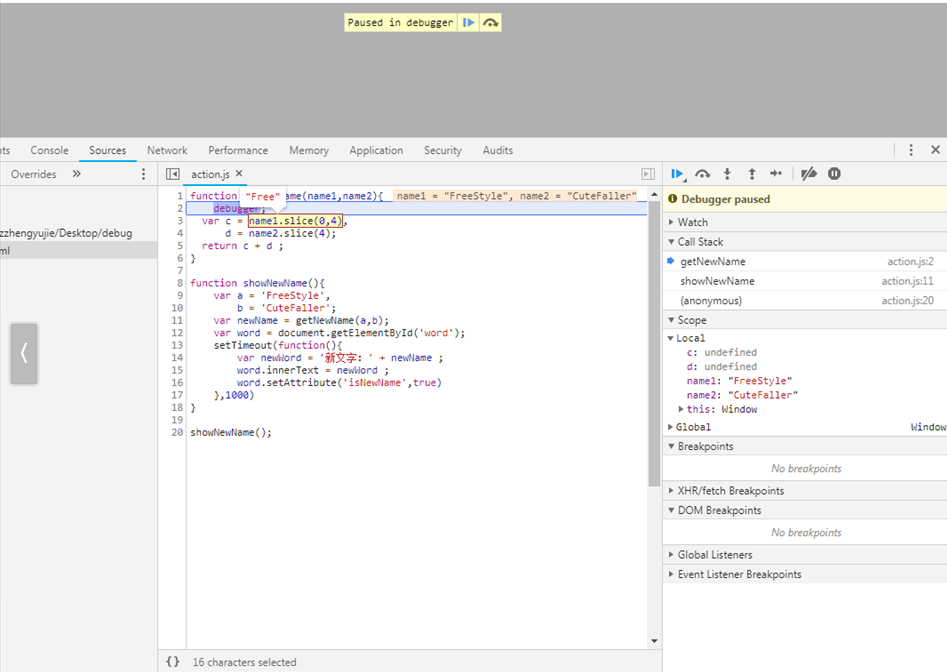 Paused in debugger
nts Console Sources Network Performance Memory Application Security Audits
Overrides »
zzhengyujie/Desktop/debug
ml
action.js ×
"Free"
1 function ame(name1,name2){ name1 = "FreeStyle", name2 = "CuteFaller"
2 debugger;
3 var c = name1.slice(0,4),
4 d = name2.slice(4);
5 return c + d ;
6 }
7
8 function showNewName(){
9 var a = 'FreeStyle',
10 b = 'CuteFaller';
11 var newName = getNewName(a,b);
12 var word = document.getElementById('word');
13 setTimeout(function(){
14 var newWord = '新文字: ' + newName ;
15 word.innerText = newWord ;
16 word.setAttribute('isNewName',true)
17 },1000)
18 }
19
20 showNewName();
{} 16 characters selected
Debugger paused
Watch
Call Stack
getNewName action.js:2
showNewName action.js:11
(anonymous) action.js:20
Scope
Local
c: undefined
d: undefined
name1: "FreeStyle"
name2: "CuteFaller"
this: Window
Global Window
Breakpoints
No breakpoints
XHR/fetch Breakpoints
DOM Breakpoints
No breakpoints
Global Listeners
Event Listener Breakpoints